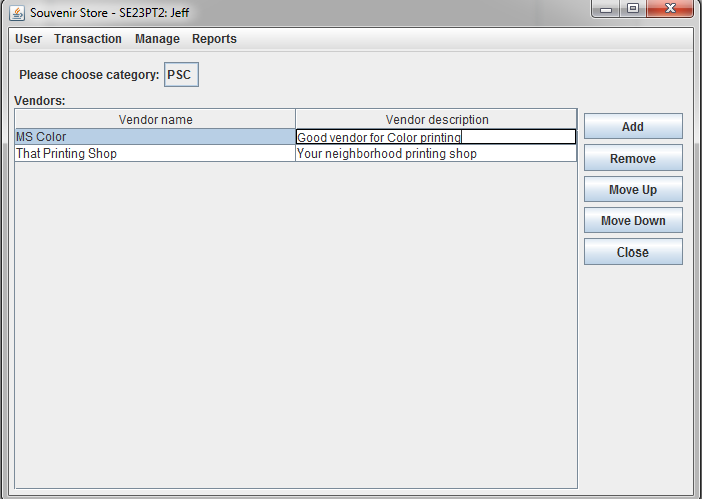 Souvenir Store - SE23PT2: Jeff
User Transaction Manage Reports
Please choose category: PSC
Vendors:
Vendor name Vendor description
MS Color Good vendor for Color printing
That Printing Shop Your neighborhood printing shop
Add
Remove
Move Up
Move Down
Close